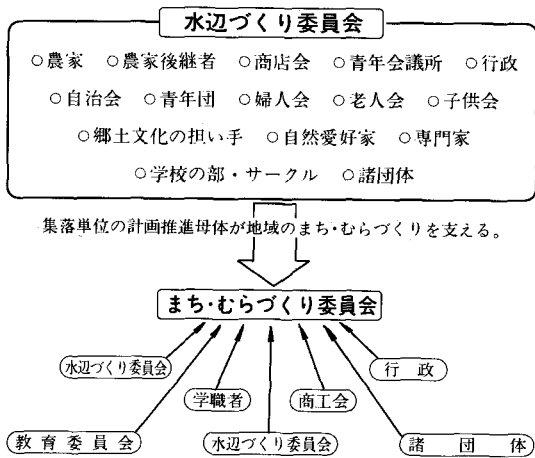 水辺づくり委員会
○農家 ○農家後継者 ○商店会 ○青年会議所 ○行政
○自治会 ○青年団 ○婦人会 ○老人会 ○子供会
○郷土文化の担い手 ○自然愛好家 ○専門家
○学校の部・サークル ○諸団体
集落単位の計画推進母体が地域のまち・むらづくりを支える。
まち・むらづくり委員会
水辺づくり委員会 行政
学職者 商工会
教育委員会 水辺づくり委員会 諸団体